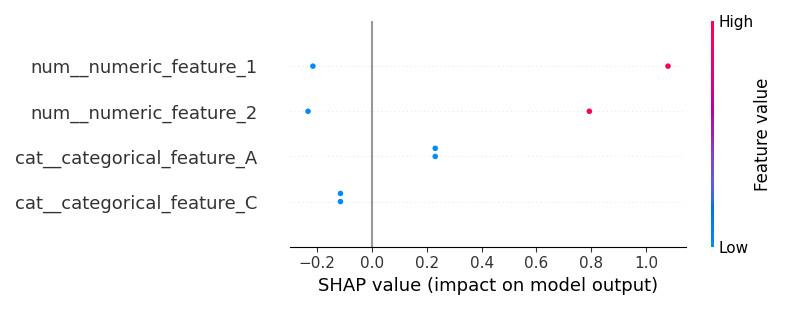 High
num__numeric_feature_1
num__numeric_feature_2
cat__categorical_feature_A
cat__categorical_feature_C
Feature value
Low
−0.2 0.0 0.2 0.4 0.6 0.8 1.0
SHAP value (impact on model output)